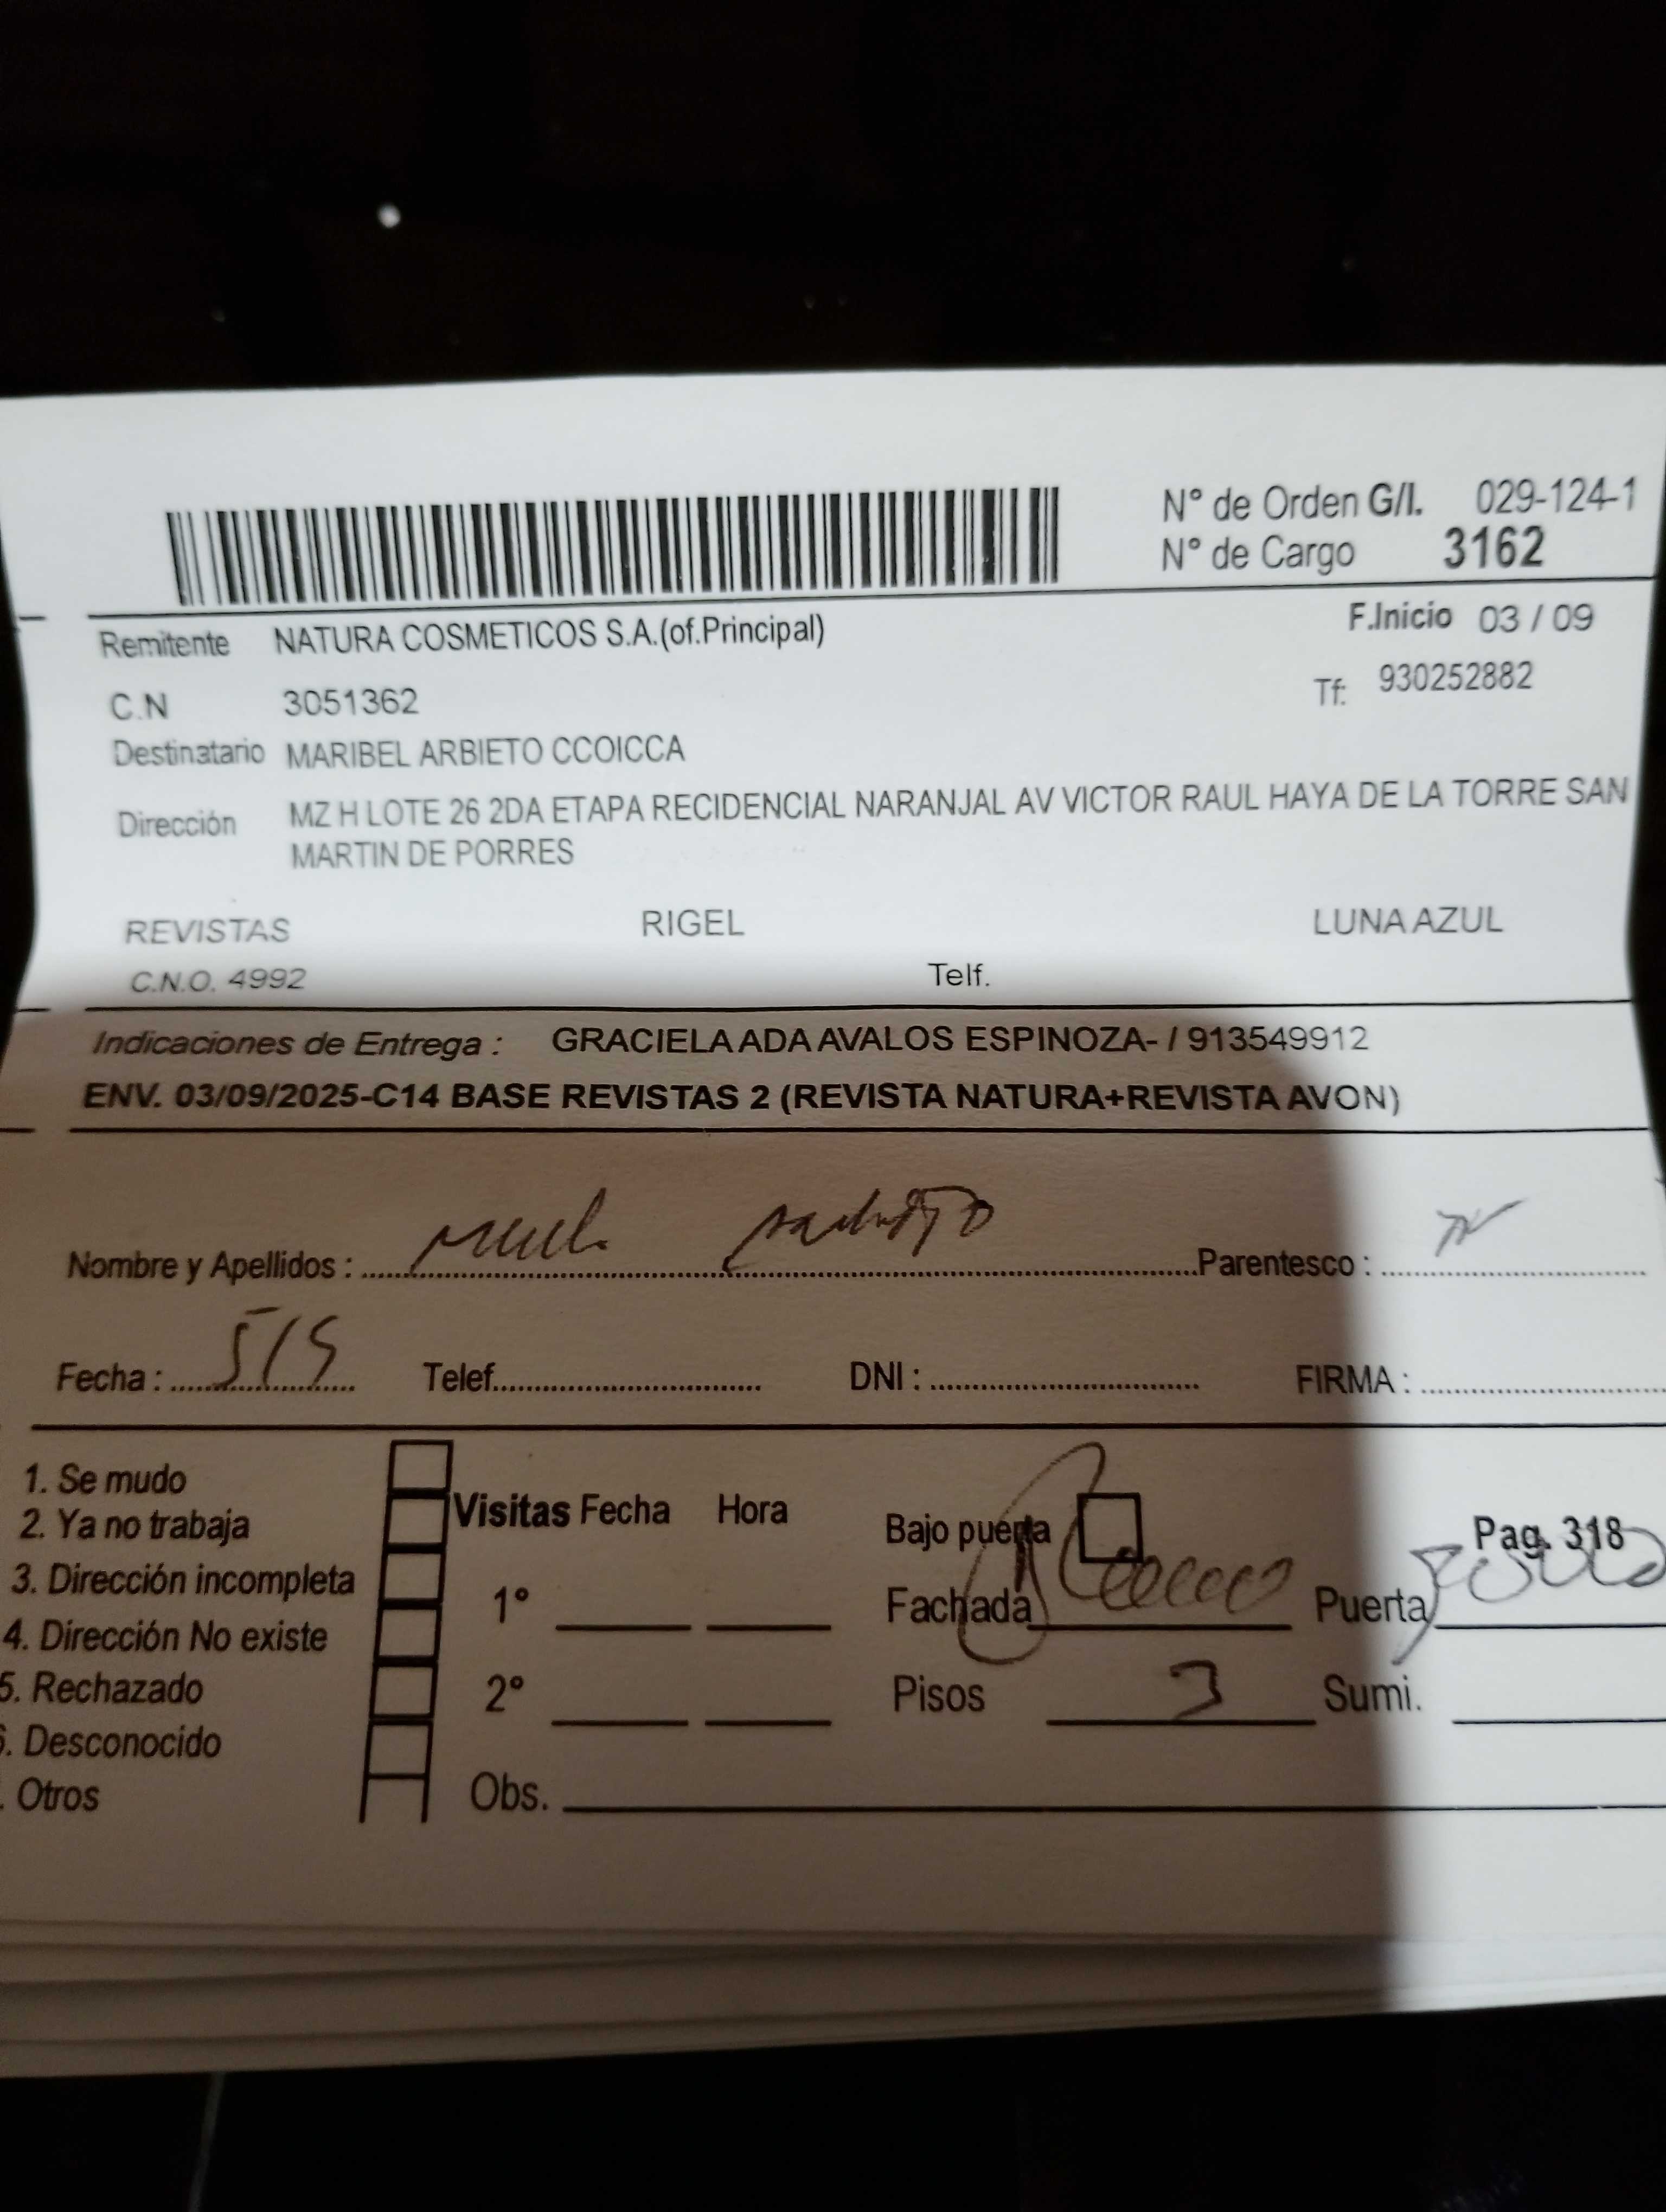 N° de Orden G/I. 029-124-1
N° de Cargo 3162
F.Inicio 03 / 09
Remitente NATURA COSMETICOS S.A.(of.Principal)
Tf: 930252882
C.N 3051362
Destinatario MARIBEL ARBIETO CCOICCA
Dirección MZ H LOTE 26 2DA ETAPA RECIDENCIAL NARANJAL AV VICTOR RAUL HAYA DE LA TORRE SAN
MARTIN DE PORRES
REVISTAS RIGEL LUNA AZUL
C.N.O. 4992 Telf.
Indicaciones de Entrega : GRACIELA ADA AVALOS ESPINOZA- / 913549912
ENV. 03/09/2025-C14 BASE REVISTAS 2 (REVISTA NATURA+REVISTA AVON)
Nombre y Apellidos : Parentesco :
Fecha : 5/9 Telef. DNI : FIRMA :
1. Se mudo
2. Ya no trabaja
3. Dirección incompleta
4. Dirección No existe
5. Rechazado
6. Desconocido
. Otros
Visitas Fecha Hora
1°
2°
Obs.
Bajo puerta Pag. 318
Fachada Puerta
Pisos 3 Sumi.